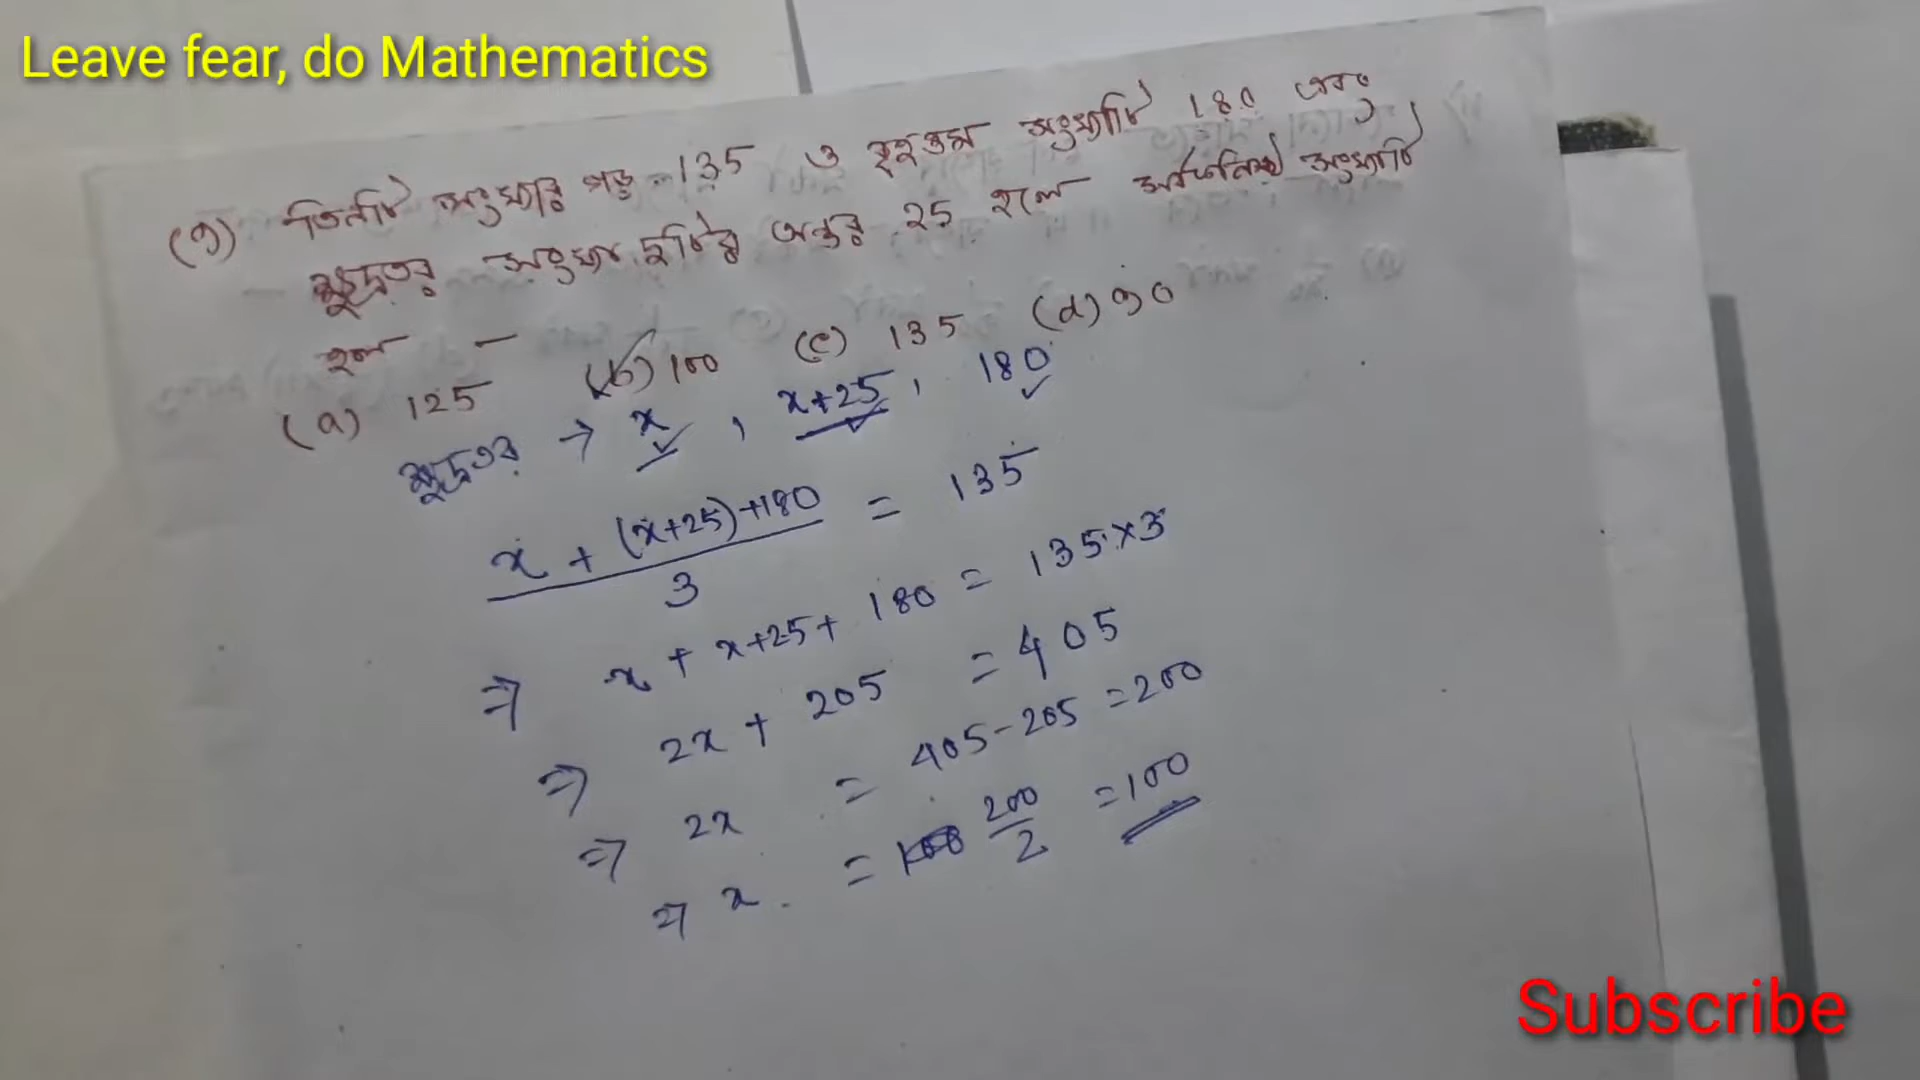 Leave fear, do Mathematics
(৭) তিনটি সংখ্যার গড় 135 ও বৃহত্তম সংখ্যাটি 180 এবং
ক্ষুদ্রতর সংখ্যা দুটির অন্তর 25 হলে সর্বনিম্ন সংখ্যাটি
হল –
(a) 125 (b) 100 (c) 135 (d) 90
ক্ষুদ্রতর → x, x+25, 180
x + (x+25)+180 / 3 = 135
⇒ x + x+25+ 180 = 135×3
⇒ 2x + 205 = 405
⇒ 2x = 405-205 = 200
⇒ x = 200/2 = 100
Subscribe